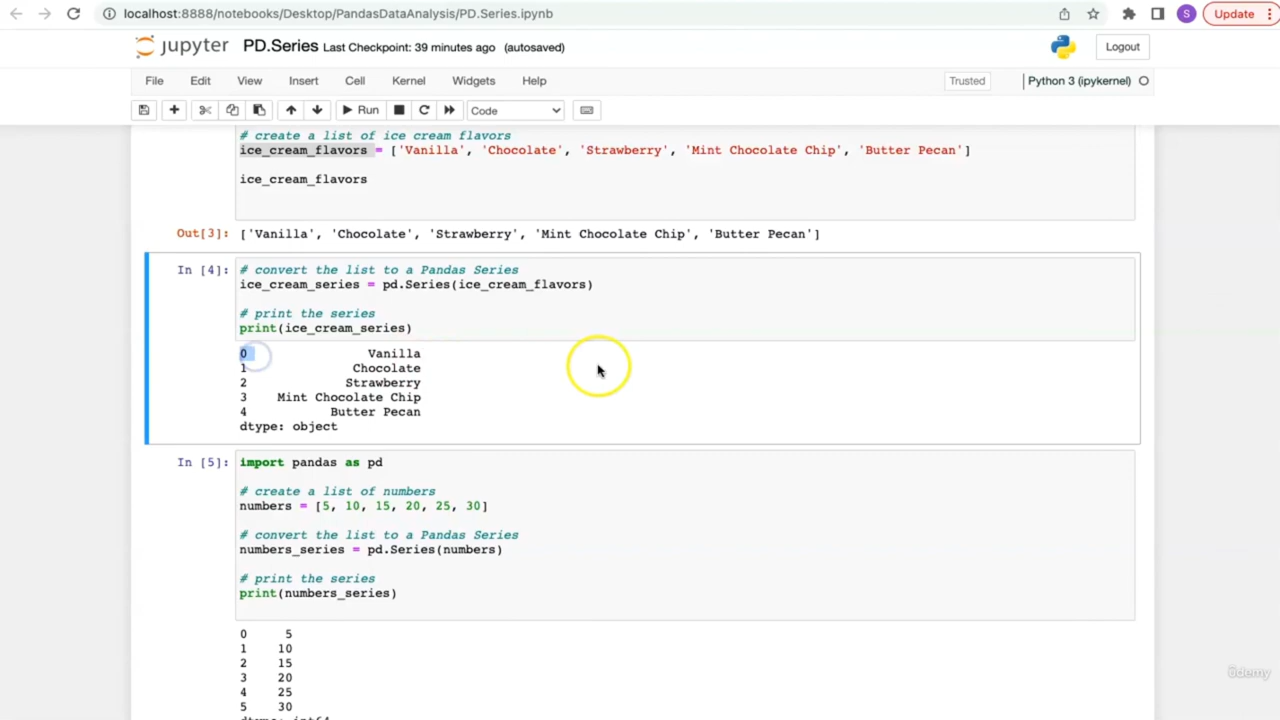 localhost:8888/notebooks/Desktop/PandasDataAnalysis/PD.Series.ipynb
S
Update
jupyter PD.Series Last Checkpoint: 39 minutes ago (autosaved)
Logout
File Edit View Insert Cell Kernel Widgets Help
Trusted
Python 3 (ipykernel)
Run
Code
# create a list of ice cream flavors
ice_cream_flavors = ['Vanilla', 'Chocolate', 'Strawberry', 'Mint Chocolate Chip', 'Butter Pecan']
ice_cream_flavors
Out[3]: ['Vanilla', 'Chocolate', 'Strawberry', 'Mint Chocolate Chip', 'Butter Pecan']
In [4]: # convert the list to a Pandas Series
ice_cream_series = pd.Series(ice_cream_flavors)
# print the series
print(ice_cream_series)
0 Vanilla
1 Chocolate
2 Strawberry
3 Mint Chocolate Chip
4 Butter Pecan
dtype: object
In [5]: import pandas as pd
# create a list of numbers
numbers = [5, 10, 15, 20, 25, 30]
# convert the list to a Pandas Series
numbers_series = pd.Series(numbers)
# print the series
print(numbers_series)
0 5
1 10
2 15
3 20
4 25
5 30
dtype: int64
ûdemy